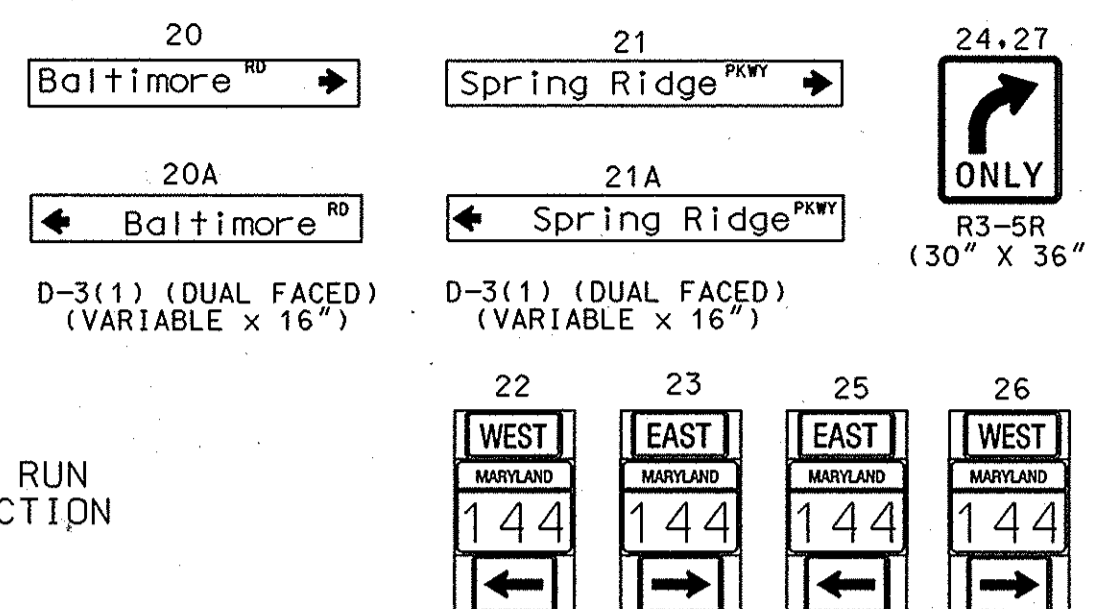 20
Baltimore RD
21
Spring Ridge PKWY
24,27
ONLY
R3-5R
(30" X 36"
20A
Baltimore RD
21A
Spring Ridge PKWY
D-3(1) (DUAL FACED)
(VARIABLE x 16")
D-3(1) (DUAL FACED)
(VARIABLE x 16")
22
WEST
MARYLAND
144
23
EAST
MARYLAND
144
25
EAST
MARYLAND
144
26
WEST
MARYLAND
144
RUN
CTION